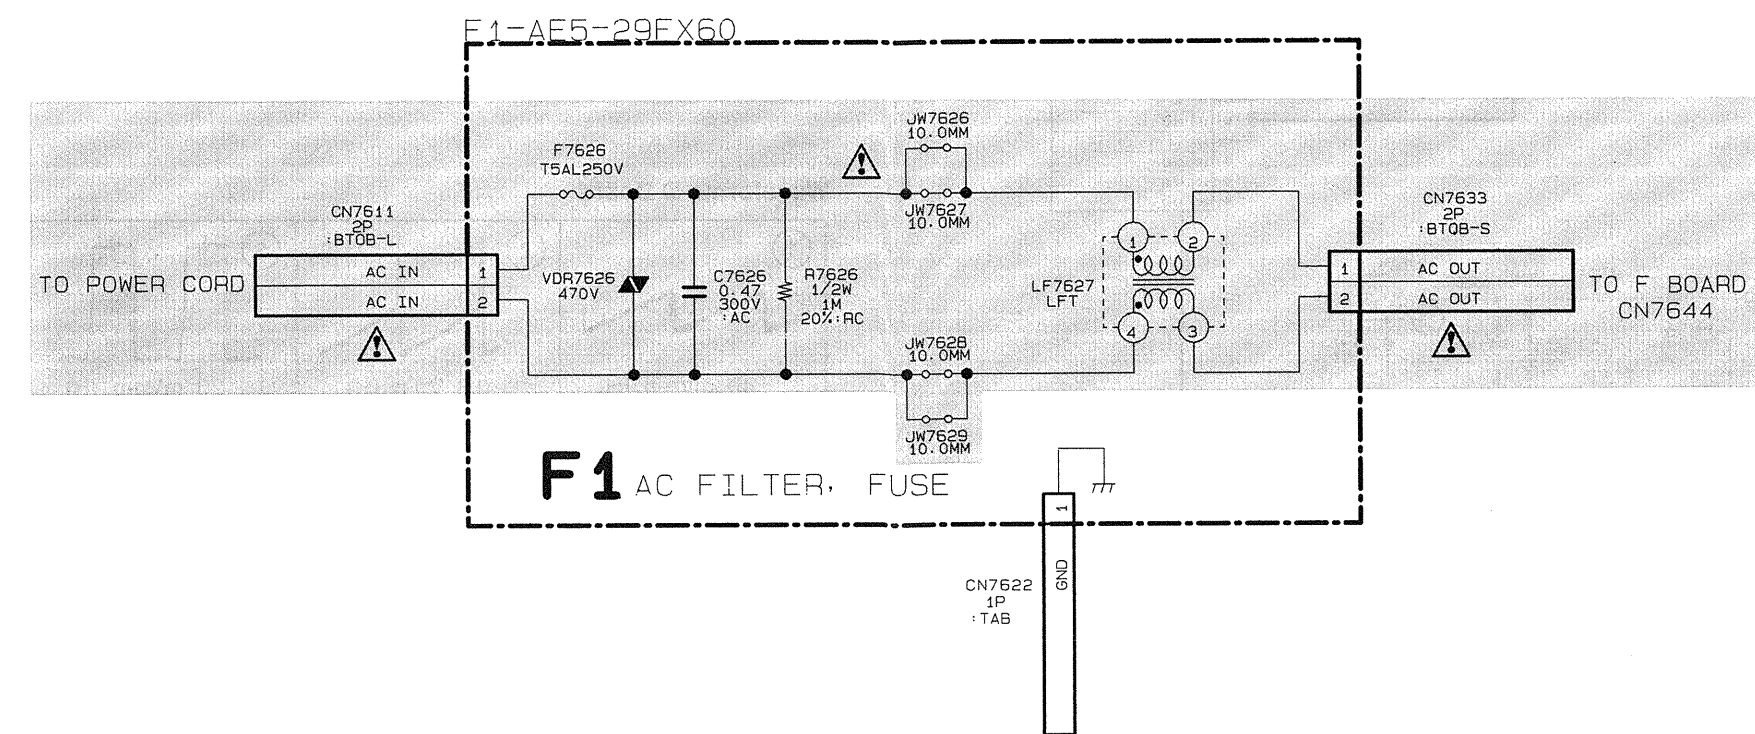 F1-AE5-29FX60
JW7626
10.0MM
F7626
T5AL250V
JW7627
10.0MM
CN7611
2P
:BTOB-L
AC IN 1
AC IN 2
TO POWER CORD
VDR7626
470V
C7626
0.47
300V
:AC
R7626
1/2W
1M
20%:RC
1
2
LF7627
LFT
4
3
CN7633
2P
:BTOB-S
1 AC OUT
2 AC OUT
TO F BOARD
CN7644
JW7628
10.0MM
JW7629
10.0MM
F1 AC FILTER, FUSE
1
GND
CN7622
1P
:TAB